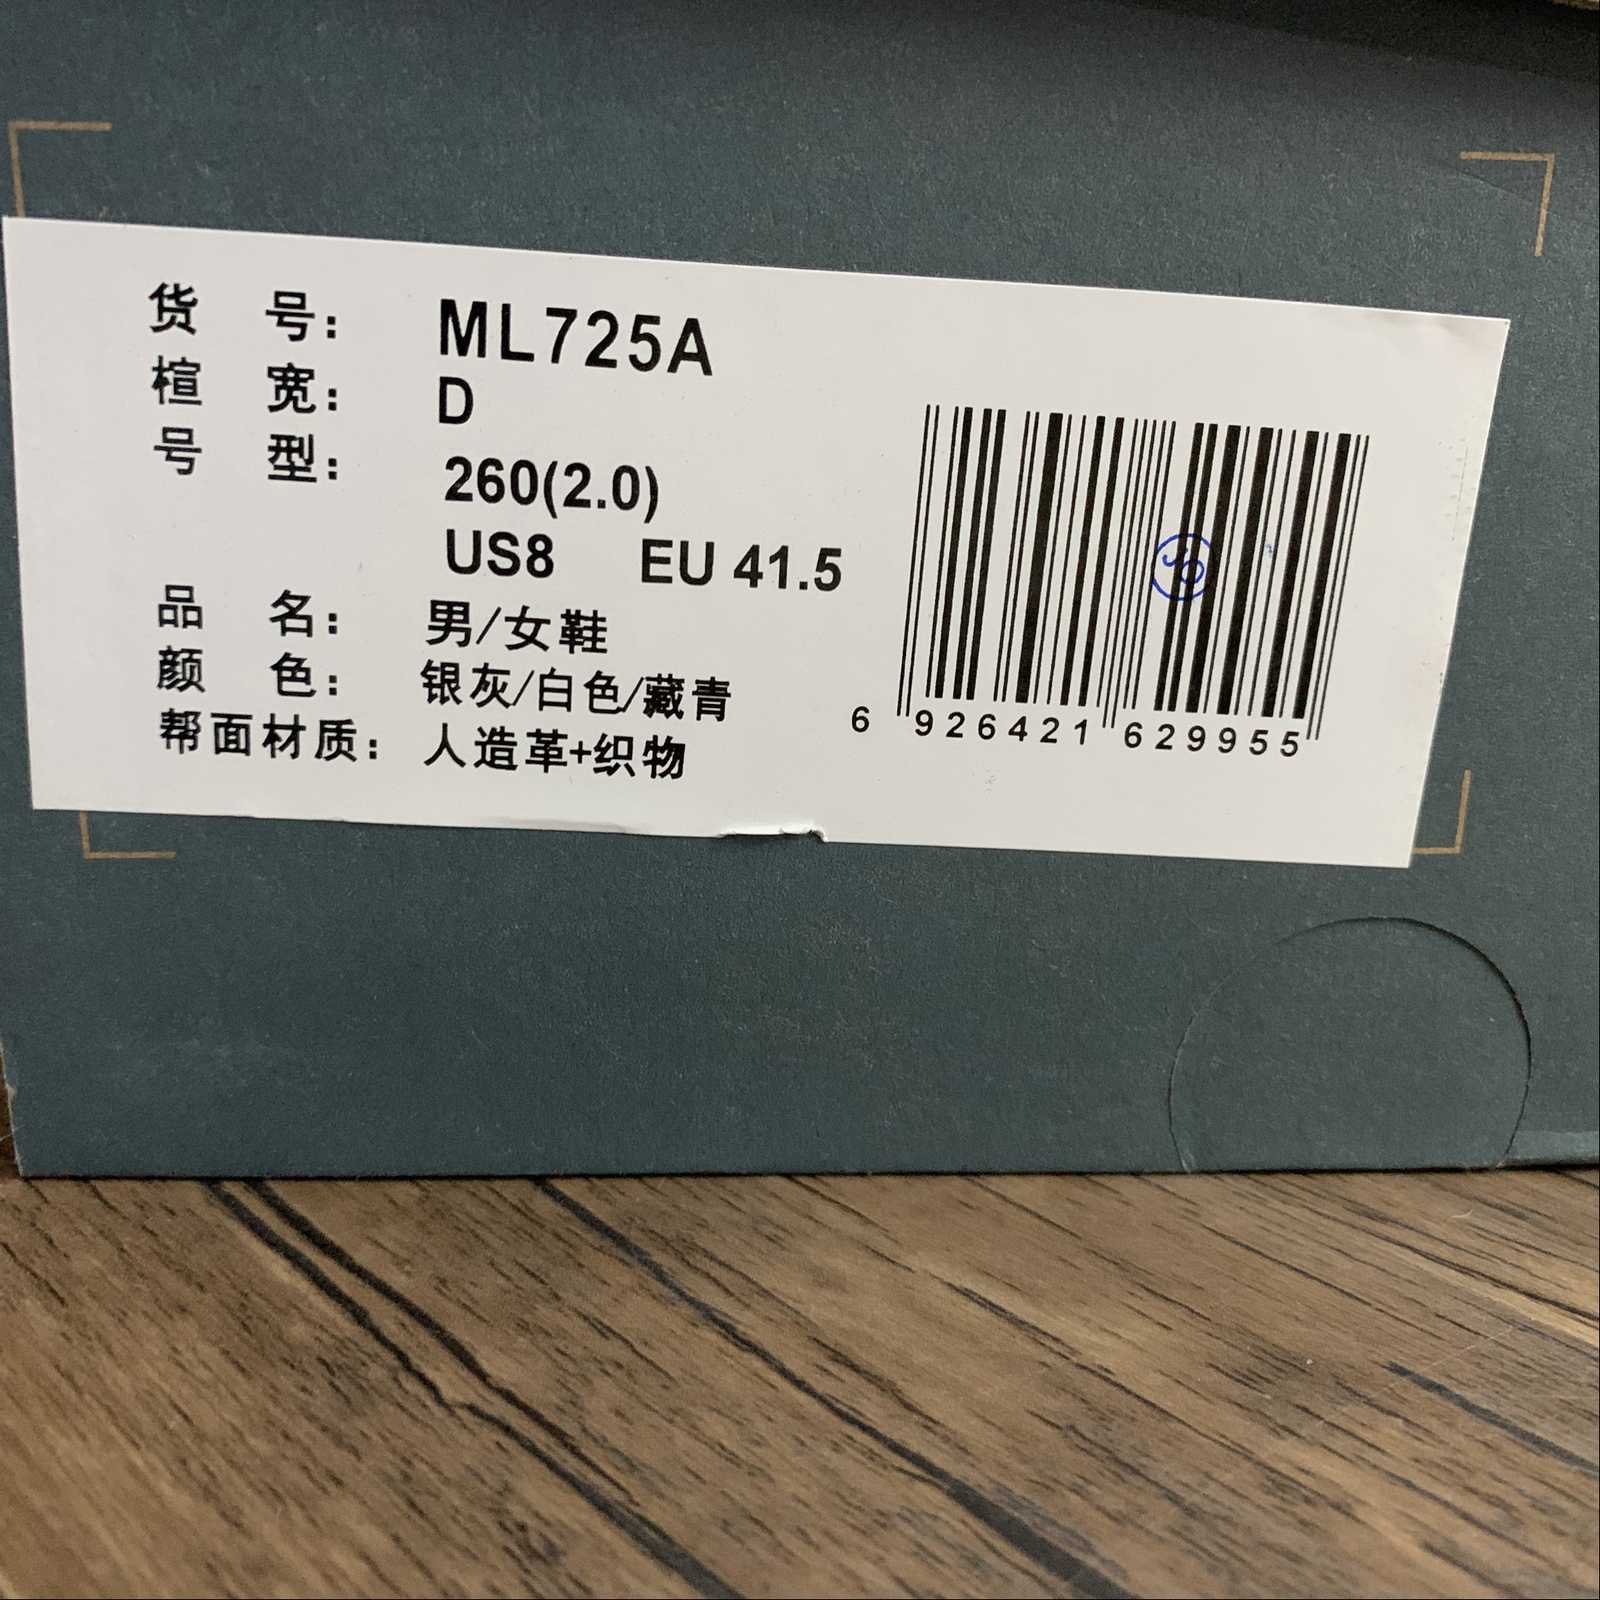 货 号: ML725A
楦 宽: D
号 型: 260(2.0)
US8 EU 41.5
品 名: 男/女鞋
颜 色: 银灰/白色/藏青
帮面材质: 人造革+织物
6 926421 629955